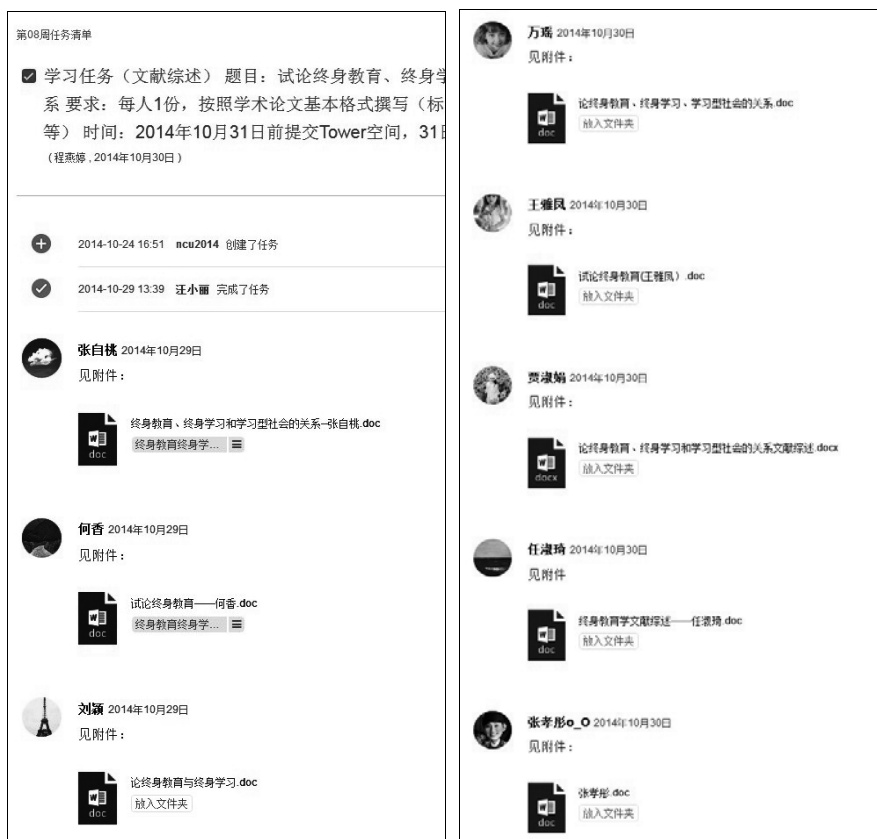 第08周任务清单
学习任务（文献综述） 题目：试论终身教育、终身学
系 要求：每人1份，按照学术论文基本格式撰写（标
等） 时间：2014年10月31日前提交Tower空间，31日
（程燕婷，2014年10月30日）
2014-10-24 16:51 ncu2014 创建了任务
2014-10-29 13:39 汪小丽 完成了任务
张自桃 2014年10月29日
见附件：
终身教育、终身学习和学习型社会的关系--张自桃.doc
doc
终身教育终身学...
何香 2014年10月29日
见附件：
试论终身教育——何香.doc
doc
终身教育终身学...
刘颖 2014年10月29日
见附件：
论终身教育与终身学习.doc
doc
放入文件夹
万瑶 2014年10月30日
见附件：
论终身教育、终身学习、学习型社会的关系.doc
doc
放入文件夹
王雅凤 2014年10月30日
见附件：
试论终身教育(王雅凤）.doc
doc
放入文件夹
贾淑娟 2014年10月30日
见附件：
论终身教育、终身学习和学习型社会的关系文献综述.docx
docx
放入文件夹
任淑琦 2014年10月30日
见附件
终身教育学文献综述——任淑琦.doc
doc
放入文件夹
张孝彤o_O 2014年10月30日
见附件：
张孝彤.doc
doc
放入文件夹